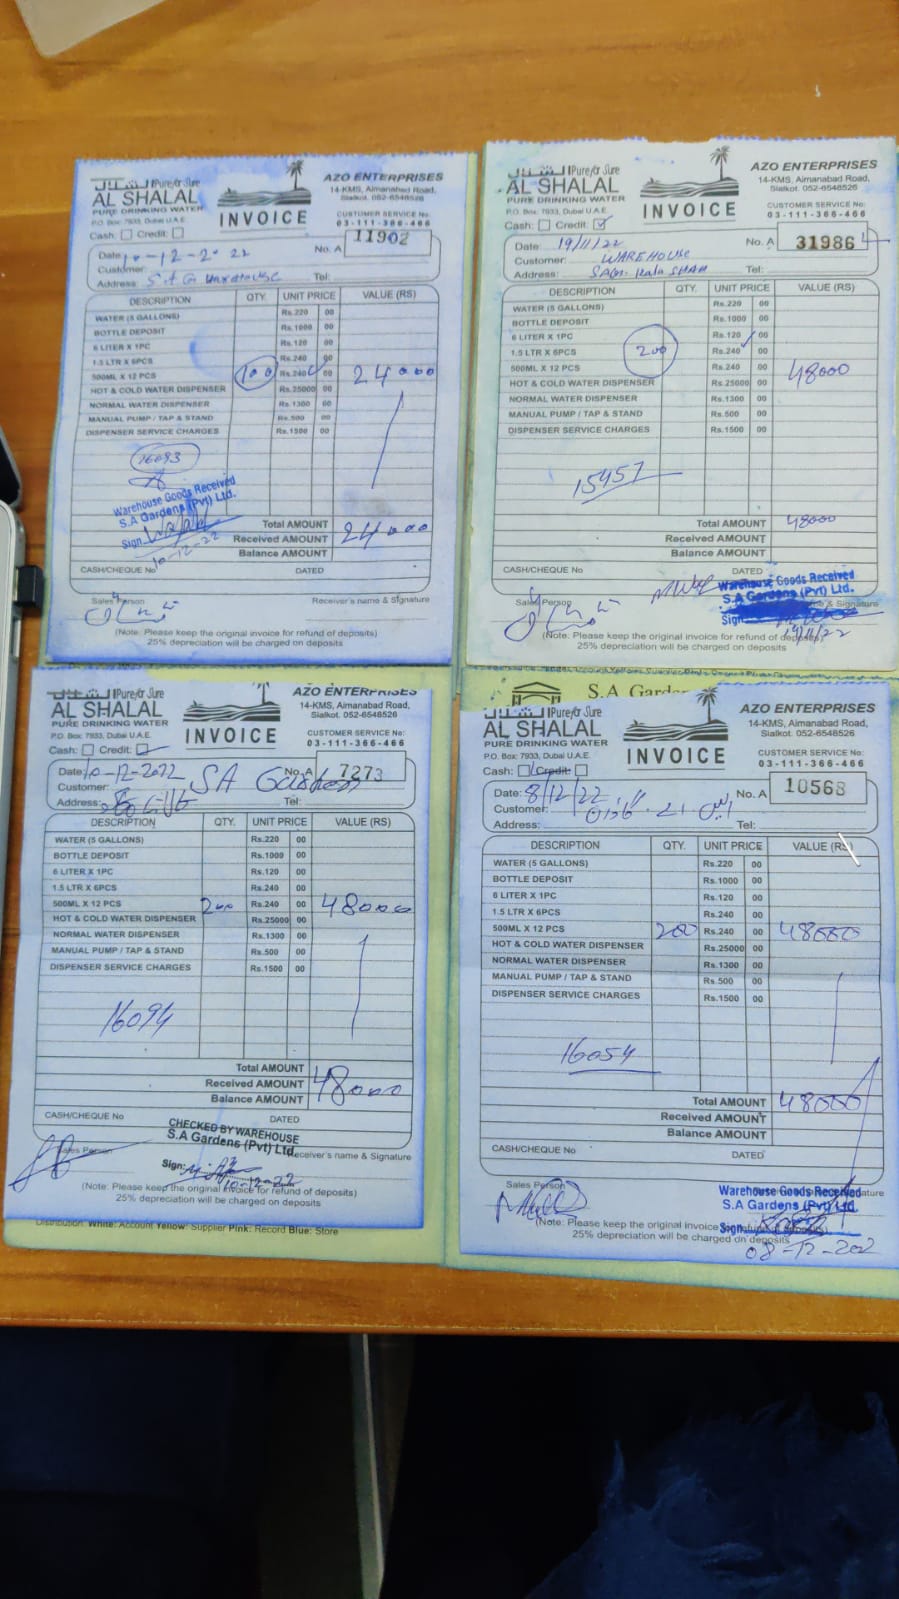 Pure for Sure
AL SHALAL
PURE DRINKING WATER
P.O. Box: 7933, Dubai U.A.E.
INVOICE
AZO ENTERPRISES
14-KMS, Aimanabad Road,
Sialkot. 052-6548526
CUSTOMER SERVICE No:
03-111-366-466
Cash: Credit:
No. A 11902
Date: 10-12-2022
Customer:
Address: S.A G Warehouse Tel:
DESCRIPTION QTY. UNIT PRICE VALUE (RS)
WATER (5 GALLONS) Rs.220 00
BOTTLE DEPOSIT Rs.1000 00
6 LITER X 1PC Rs.120 00
1.5 LTR X 6PCS Rs.240 00
500ML X 12 PCS 100 Rs.240 00 24000
HOT & COLD WATER DISPENSER Rs.25000 00
NORMAL WATER DISPENSER Rs.1300 00
MANUAL PUMP / TAP & STAND Rs.500 00
DISPENSER SERVICE CHARGES Rs.1500 00
16093
Warehouse Goods Received
S.A Gardens (Pvt) Ltd.
Sign
10-12-22
Total AMOUNT 24000
Received AMOUNT
Balance AMOUNT
CASH/CHEQUE No DATED
Sales Person Receiver's name & Signature
(Note: Please keep the original invoice for refund of deposits)
25% depreciation will be charged on deposits
Pure for Sure
AL SHALAL
PURE DRINKING WATER
P.O. Box: 7933, Dubai U.A.E.
INVOICE
AZO ENTERPRISES
14-KMS, Aimanabad Road,
Sialkot. 052-6548526
CUSTOMER SERVICE No:
03-111-366-466
Cash: Credit:
Date: 19/11/22 No. A 31986
Customer: WAREHOUSE
Address: SAG. Kala SHAH Tel:
DESCRIPTION QTY. UNIT PRICE VALUE (RS)
WATER (5 GALLONS) Rs.220 00
BOTTLE DEPOSIT Rs.1000 00
6 LITER X 1PC Rs.120 00
1.5 LTR X 6PCS 200 Rs.240 00
500ML X 12 PCS Rs.240 00 48000
HOT & COLD WATER DISPENSER Rs.25000 00
NORMAL WATER DISPENSER Rs.1300 00
MANUAL PUMP / TAP & STAND Rs.500 00
DISPENSER SERVICE CHARGES Rs.1500 00
15457
Total AMOUNT 48000
Received AMOUNT
Balance AMOUNT
CASH/CHEQUE No DATED
Warehouse Goods Received
S.A Gardens (Pvt) Ltd.
Sales Person & Signature
Sign
19/11/22
(Note: Please keep the original invoice for refund of deposits)
25% depreciation will be charged on deposits
Pure for Sure
AL SHALAL
PURE DRINKING WATER
P.O. Box: 7933, Dubai U.A.E.
INVOICE
AZO ENTERPRISES
14-KMS, Aimanabad Road,
Sialkot. 052-6548526
CUSTOMER SERVICE No:
03-111-366-466
Cash: Credit:
Date: 10-12-2022 No. A 7273
Customer: SA Gardens
Address: Tel:
DESCRIPTION QTY. UNIT PRICE VALUE (RS)
WATER (5 GALLONS) Rs.220 00
BOTTLE DEPOSIT Rs.1000 00
6 LITER X 1PC Rs.120 00
1.5 LTR X 6PCS Rs.240 00
500ML X 12 PCS 200 Rs.240 00 48000
HOT & COLD WATER DISPENSER Rs.25000 00
NORMAL WATER DISPENSER Rs.1300 00
MANUAL PUMP / TAP & STAND Rs.500 00
DISPENSER SERVICE CHARGES Rs.1500 00
16094
Total AMOUNT
Received AMOUNT 48000
Balance AMOUNT
CASH/CHEQUE No DATED
CHECKED BY WAREHOUSE
S.A Gardens (Pvt) Ltd.
Sales Person Receiver's name & Signature
Sign:
10-12-22
(Note: Please keep the original invoice for refund of deposits)
25% depreciation will be charged on deposits
Distribution: White: Account Yellow: Supplier Pink: Record Blue: Store
S.A Garde
Pure for Sure
AL SHALAL
PURE DRINKING WATER
P.O. Box: 7933, Dubai U.A.E.
INVOICE
AZO ENTERPRISES
14-KMS, Aimanabad Road,
Sialkot. 052-6548526
CUSTOMER SERVICE No:
03-111-366-466
Cash: Credit:
Date: 8/12/22 No. A 10568
Customer: ایس اے گارڈن
Address: Tel:
DESCRIPTION QTY. UNIT PRICE VALUE (RS)
WATER (5 GALLONS) Rs.220 00
BOTTLE DEPOSIT Rs.1000 00
6 LITER X 1PC Rs.120 00
1.5 LTR X 6PCS Rs.240 00
500ML X 12 PCS 200 Rs.240 00 48000
HOT & COLD WATER DISPENSER Rs.25000 00
NORMAL WATER DISPENSER Rs.1300 00
MANUAL PUMP / TAP & STAND Rs.500 00
DISPENSER SERVICE CHARGES Rs.1500 00
16054
Total AMOUNT 48000
Received AMOUNT
Balance AMOUNT
CASH/CHEQUE No DATED
Sales Person
Warehouse Goods Received
S.A Gardens (Pvt) Ltd.
Sign
08-12-202
(Note: Please keep the original invoice
25% depreciation will be charged on deposits